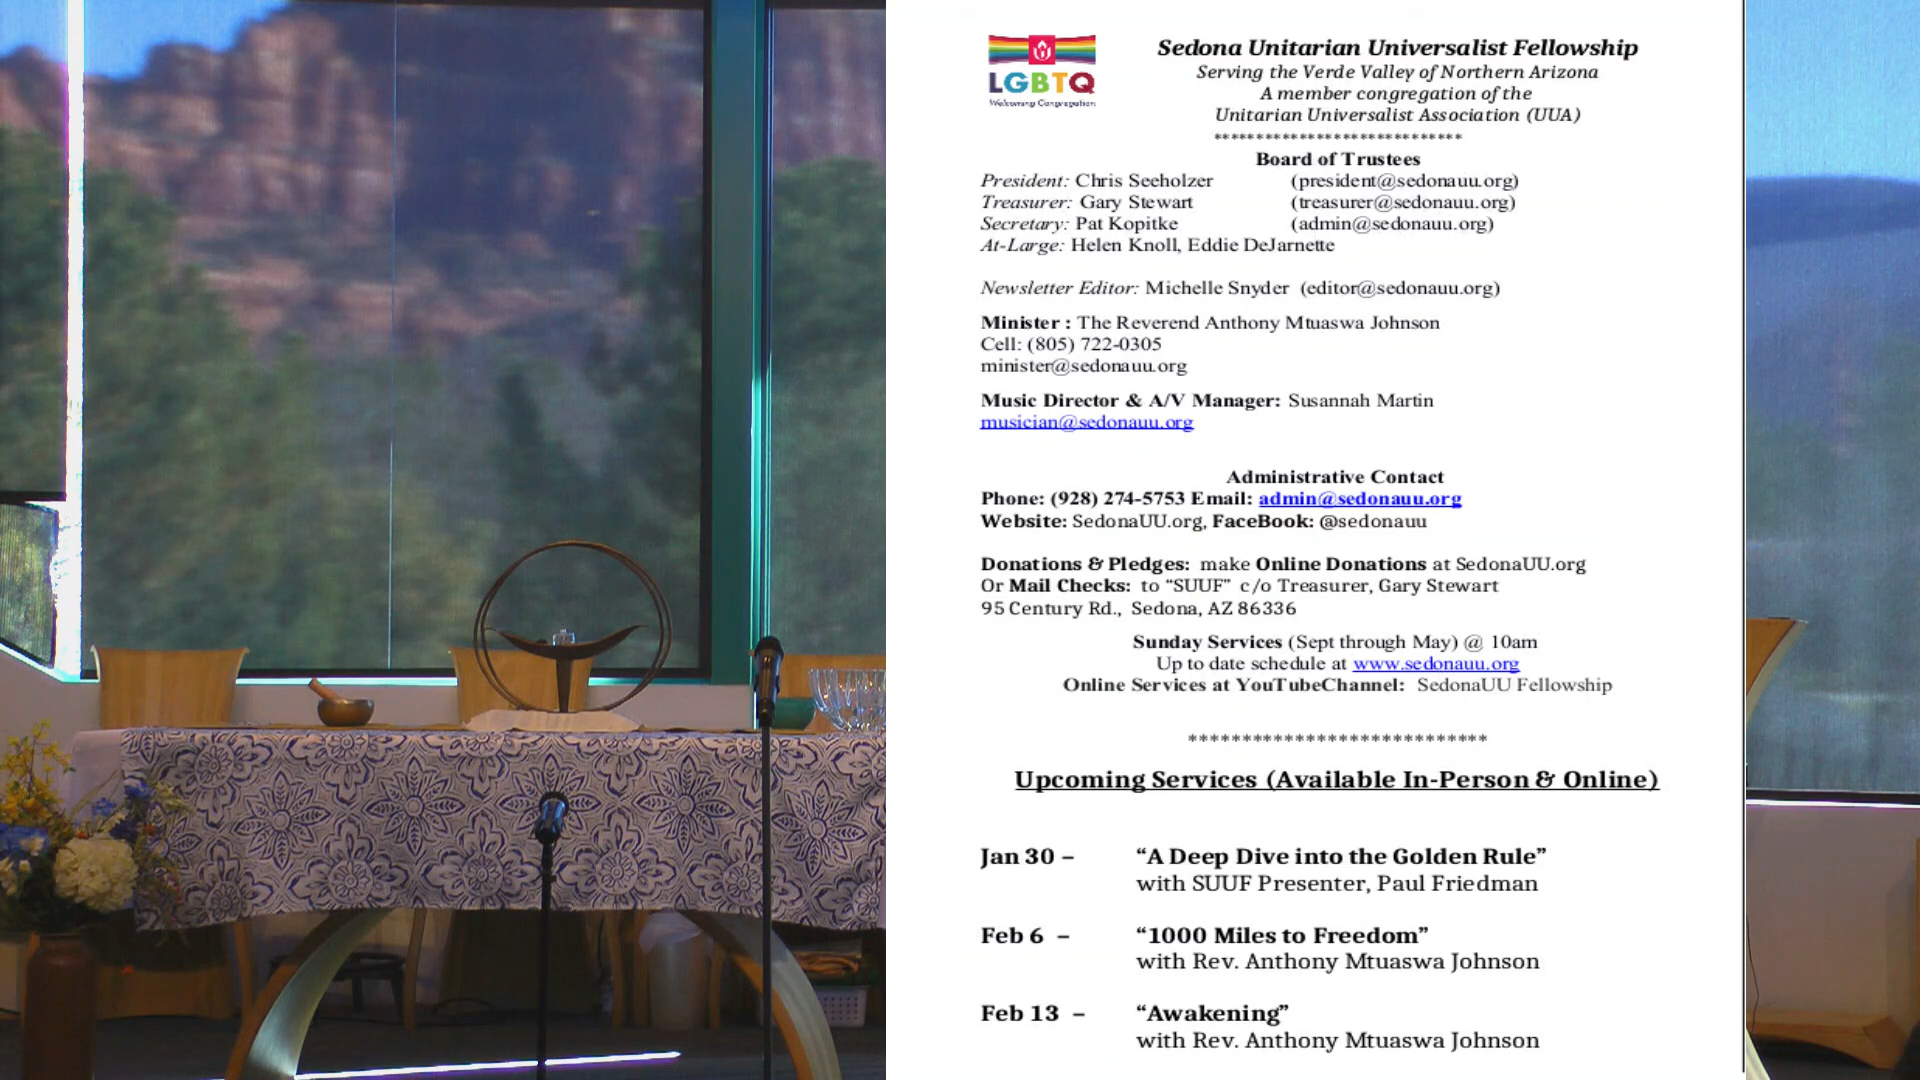 LGBTQ
Welcoming Congregation
Sedona Unitarian Universalist Fellowship
Serving the Verde Valley of Northern Arizona
A member congregation of the
Unitarian Universalist Association (UUA)
*****************************
Board of Trustees
President: Chris Seeholzer (president@sedonauu.org)
Treasurer: Gary Stewart (treasurer@sedonauu.org)
Secretary: Pat Kopitke (admin@sedonauu.org)
At-Large: Helen Knoll, Eddie DeJarnette
Newsletter Editor: Michelle Snyder (editor@sedonauu.org)
Minister : The Reverend Anthony Mtuaswa Johnson
Cell: (805) 722-0305
minister@sedonauu.org
Music Director & A/V Manager: Susannah Martin
musician@sedonauu.org
Administrative Contact
Phone: (928) 274-5753 Email: admin@sedonauu.org
Website: SedonaUU.org, FaceBook: @sedonauu
Donations & Pledges: make Online Donations at SedonaUU.org
Or Mail Checks: to “SUUF” c/o Treasurer, Gary Stewart
95 Century Rd., Sedona, AZ 86336
Sunday Services (Sept through May) @ 10am
Up to date schedule at www.sedonauu.org
Online Services at YouTubeChannel: SedonaUU Fellowship
****************************
Upcoming Services (Available In-Person & Online)
Jan 30 – “A Deep Dive into the Golden Rule”
with SUUF Presenter, Paul Friedman
Feb 6 – “1000 Miles to Freedom”
with Rev. Anthony Mtuaswa Johnson
Feb 13 – “Awakening”
with Rev. Anthony Mtuaswa Johnson